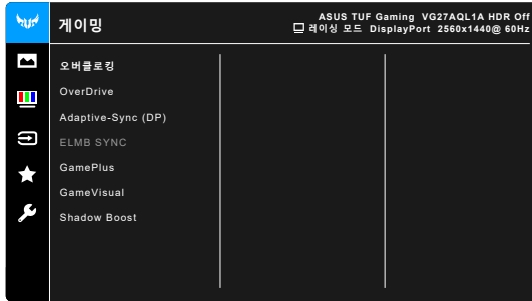 게이밍
ASUS TUF Gaming VG27AQL1A HDR Off
레이싱 모드 DisplayPort 2560x1440@ 60Hz
오버클로킹
OverDrive
Adaptive-Sync (DP)
ELMB SYNC
GamePlus
GameVisual
Shadow Boost